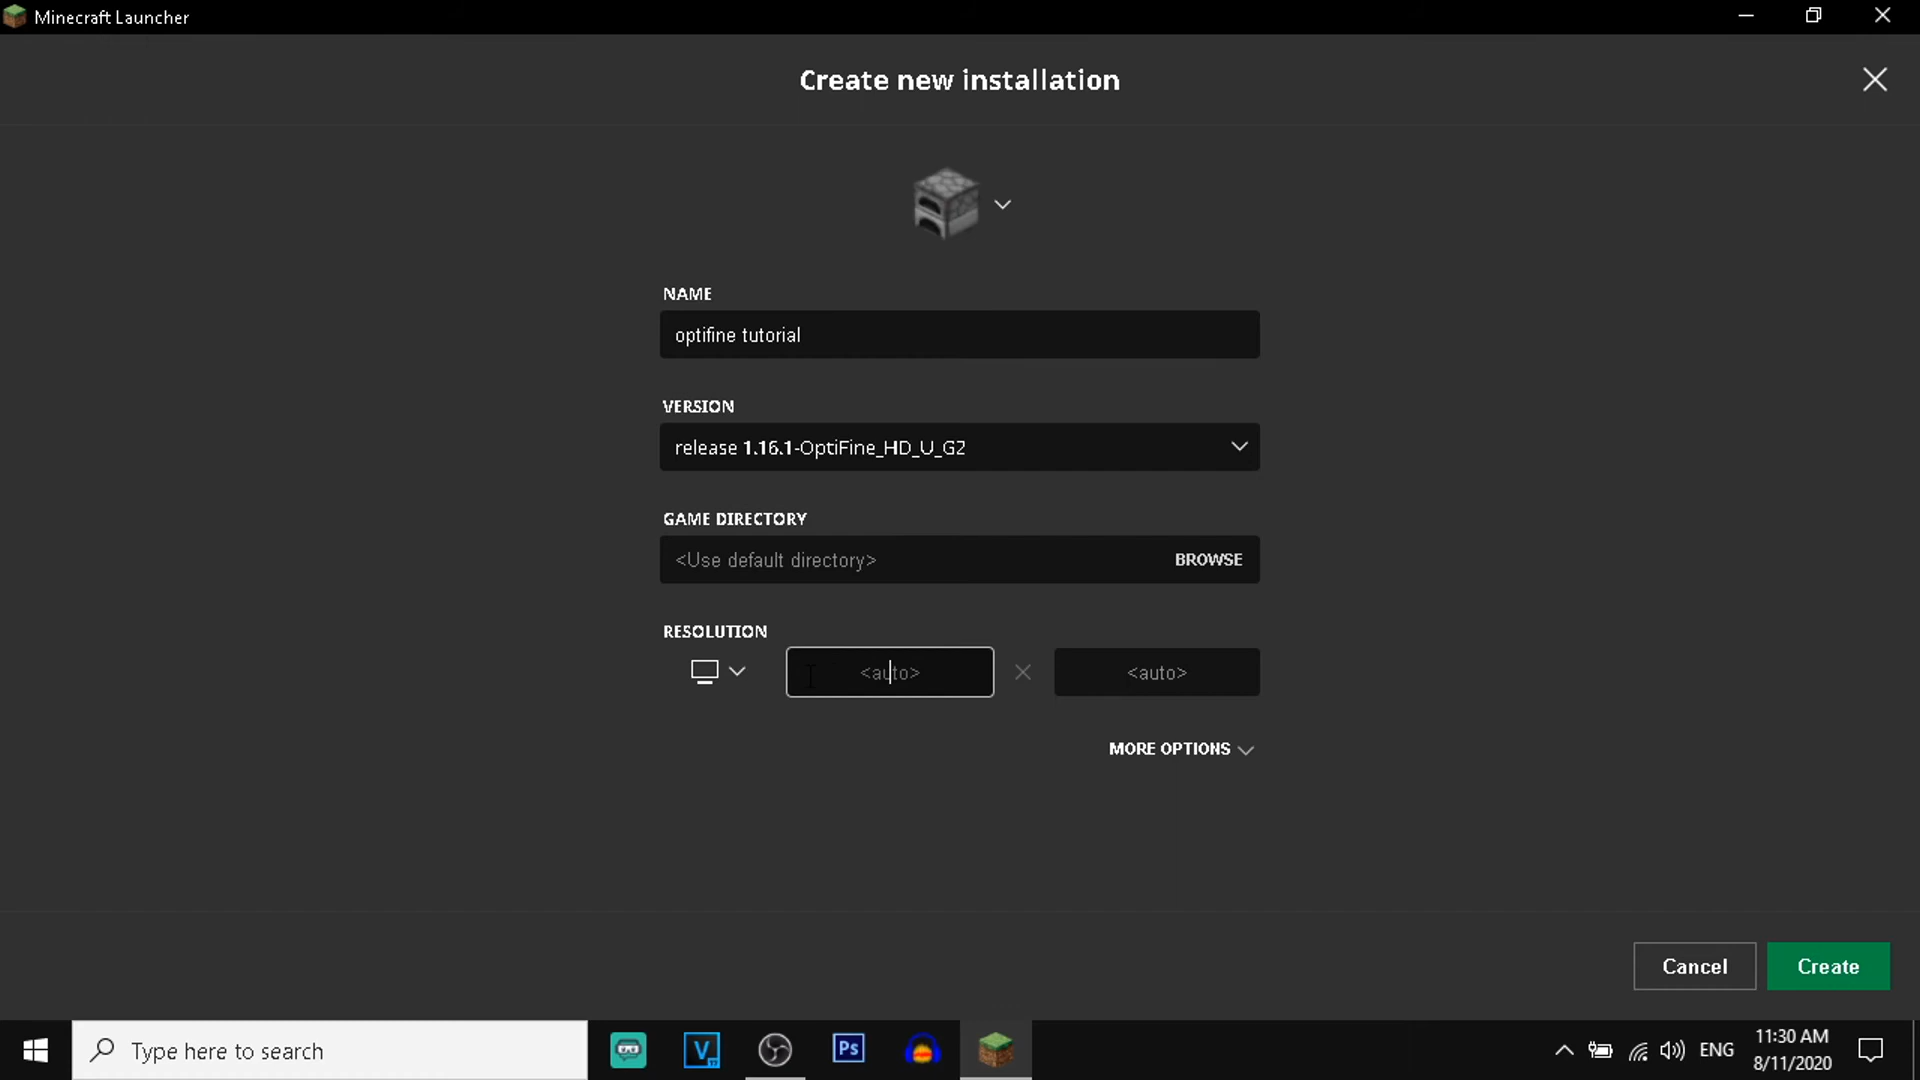 Minecraft Launcher
Create new installation
NAME
optifine tutorial
VERSION
release 1.16.1-OptiFine_HD_U_G2
GAME DIRECTORY
<Use default directory>
BROWSE
RESOLUTION
<auto>
<auto>
MORE OPTIONS
Cancel
Create
Type here to search
V
17
Ps
ENG
11:30 AM
8/11/2020